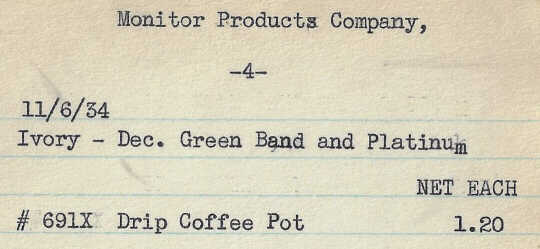 Monitor Products Company,
-4-
11/6/34
Ivory - Dec. Green Band and Platinum
NET EACH
# 691X Drip Coffee Pot 1.20